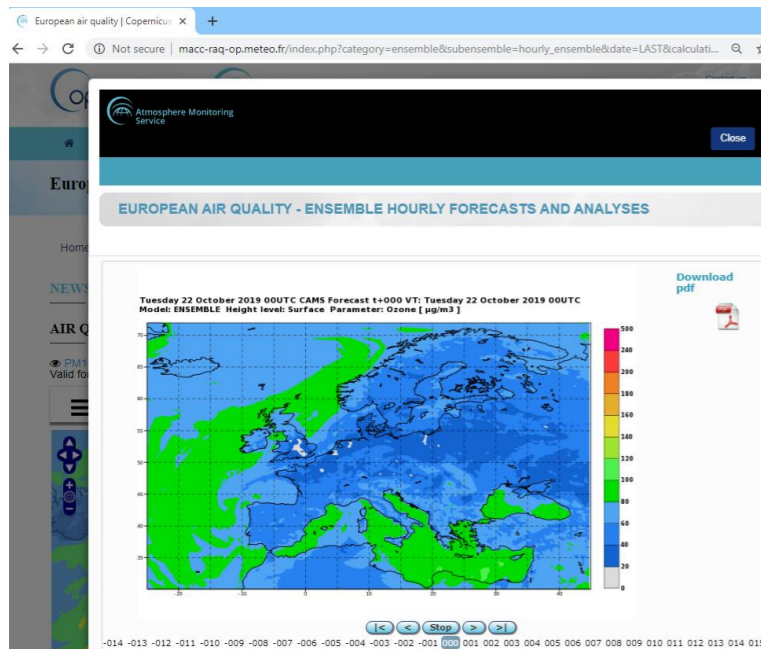 European air quality | Copernicus
Not secure | macc-raq-op.meteo.fr/index.php?category=ensemble&subensemble=hourly_ensemble&date=LAST&calculati...
Atmosphere Monitoring
Service
Close
Euro
EUROPEAN AIR QUALITY - ENSEMBLE HOURLY FORECASTS AND ANALYSES
Home
Download
pdf
NEWS
Tuesday 22 October 2019 00UTC CAMS Forecast t+000 VT: Tuesday 22 October 2019 00UTC
Model: ENSEMBLE Height level: Surface Parameter: Ozone [ µg/m3 ]
AIR Q
PM1
Valid fo
70
65
60
55
50
45
40
35
-20 -10 0 10 20 30 40
500
240
200
180
160
140
120
100
80
60
40
20
0
|< < Stop > >|
-014 -013 -012 -011 -010 -009 -008 -007 -006 -005 -004 -003 -002 -001 000 001 002 003 004 005 006 007 008 009 010 011 012 013 014 015